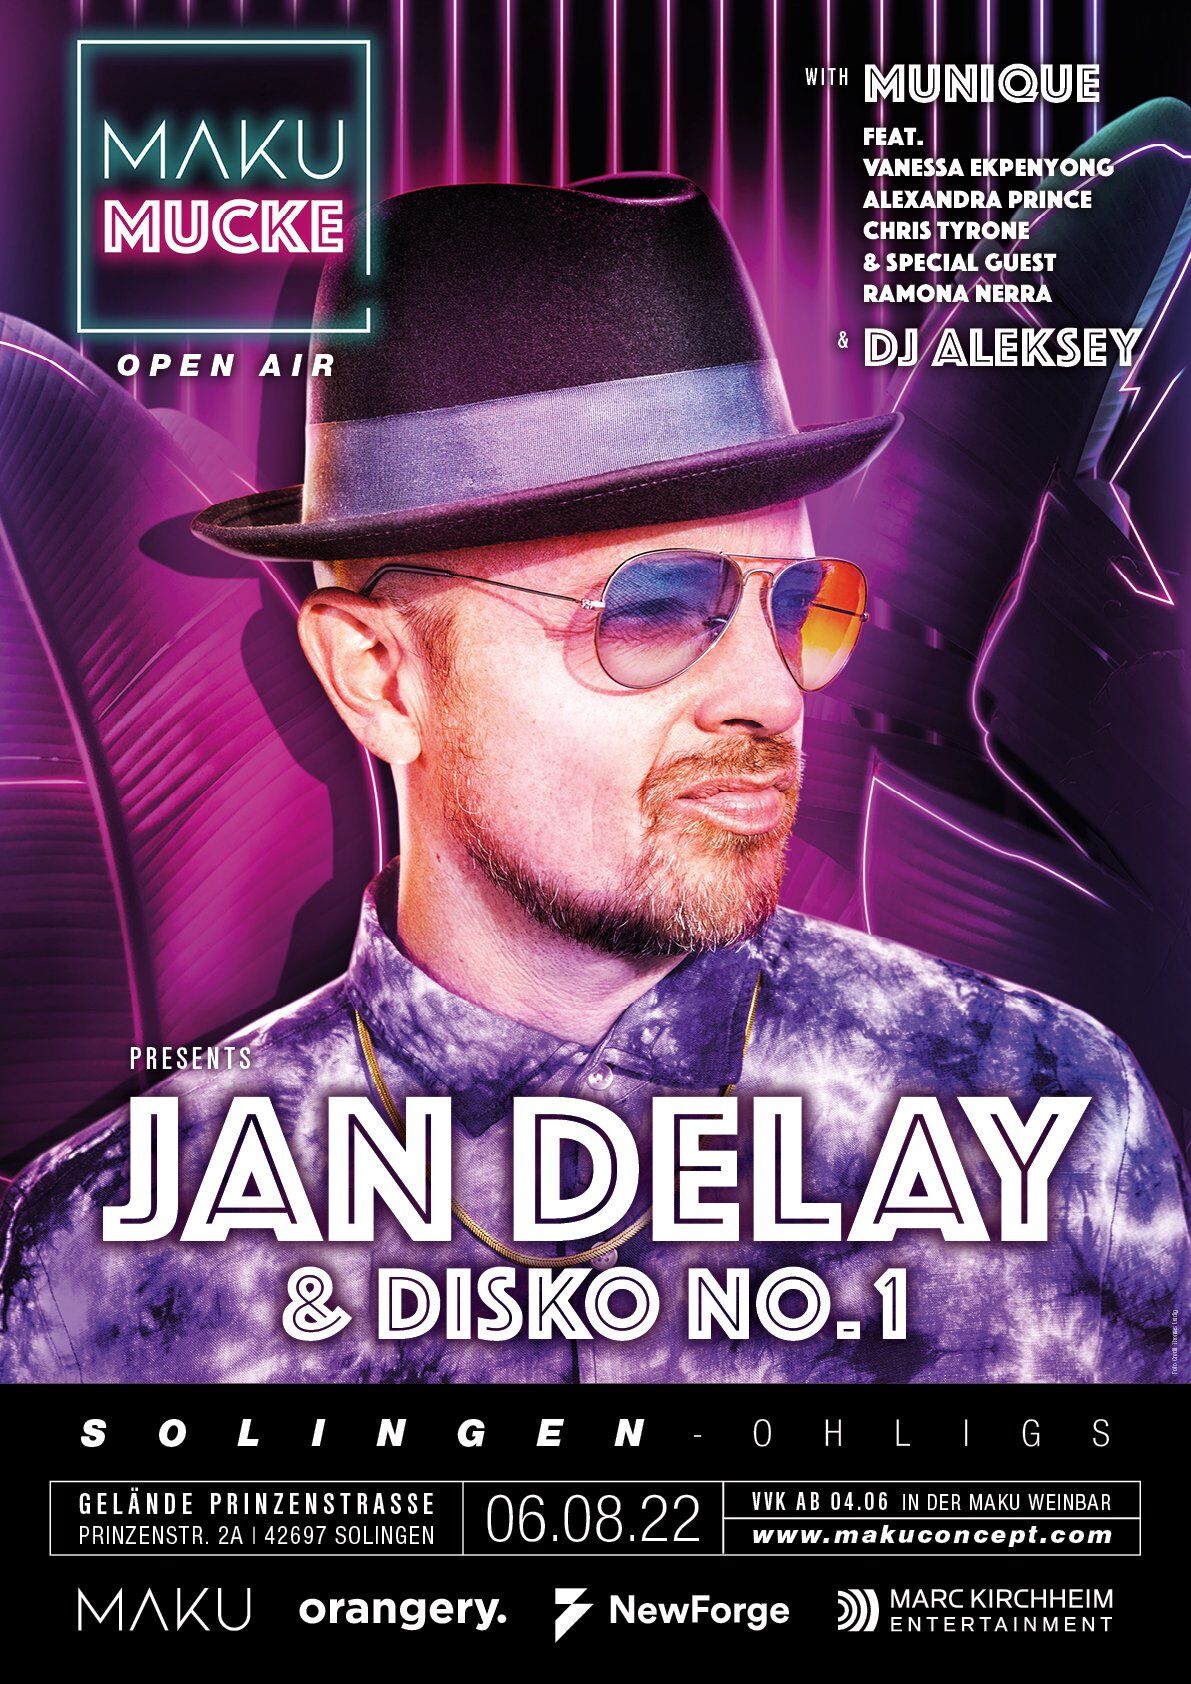 MAKU
MUCKE
OPEN AIR
WITH MUNIQUE
FEAT.
VANESSA EKPENYONG
ALEXANDRA PRINCE
CHRIS TYRONE
& SPECIAL GUEST
RAMONA NERRA
& DJ ALEKSEY
PRESENTS
JAN DELAY
& DISKO NO.1
SOLINGEN - OHLIGS
GELÄNDE PRINZENSTRASSE
PRINZENSTR. 2A | 42697 SOLINGEN
06.08.22
VVK AB 04.06 IN DER MAKU WEINBAR
www.makuconcept.com
MAKU
orangery.
NewForge
MARC KIRCHHEIM
ENTERTAINMENT